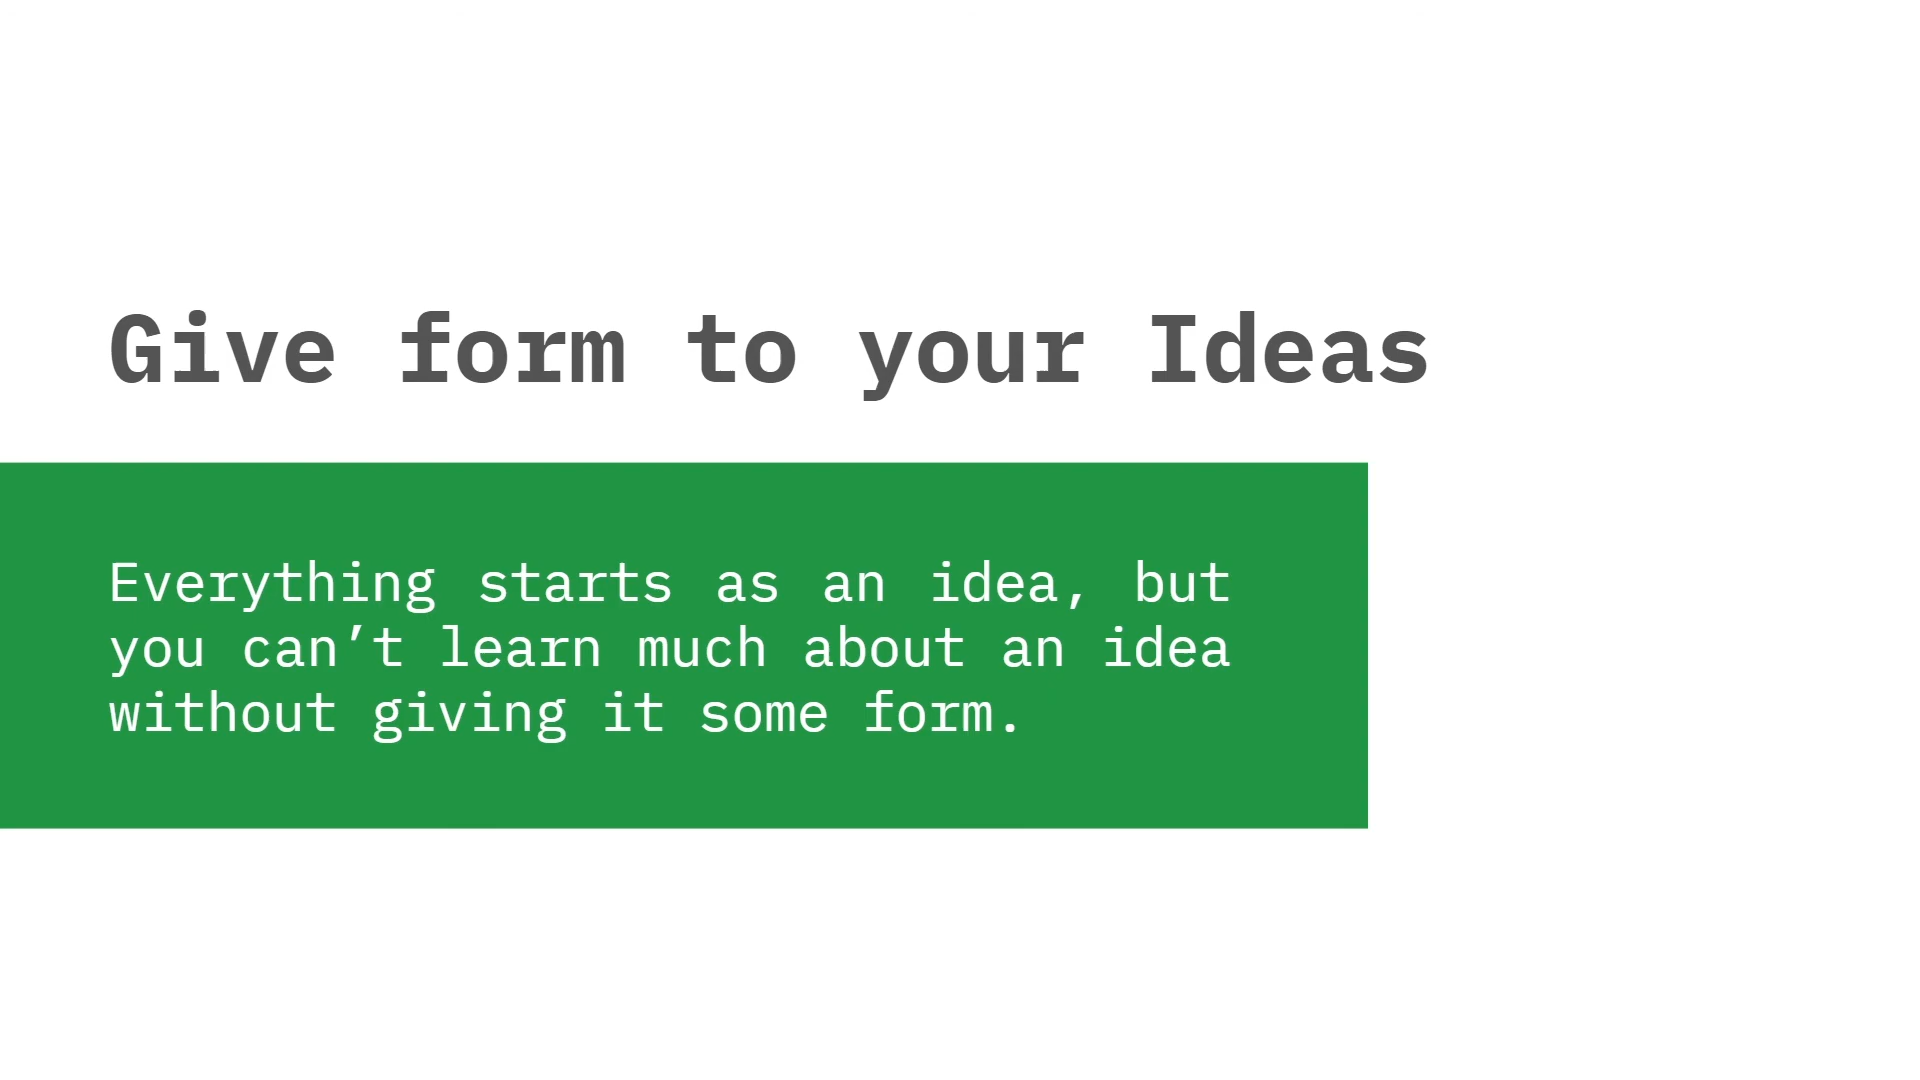 Give form to your Ideas
Everything starts as an idea, but
you can’t learn much about an idea
without giving it some form.